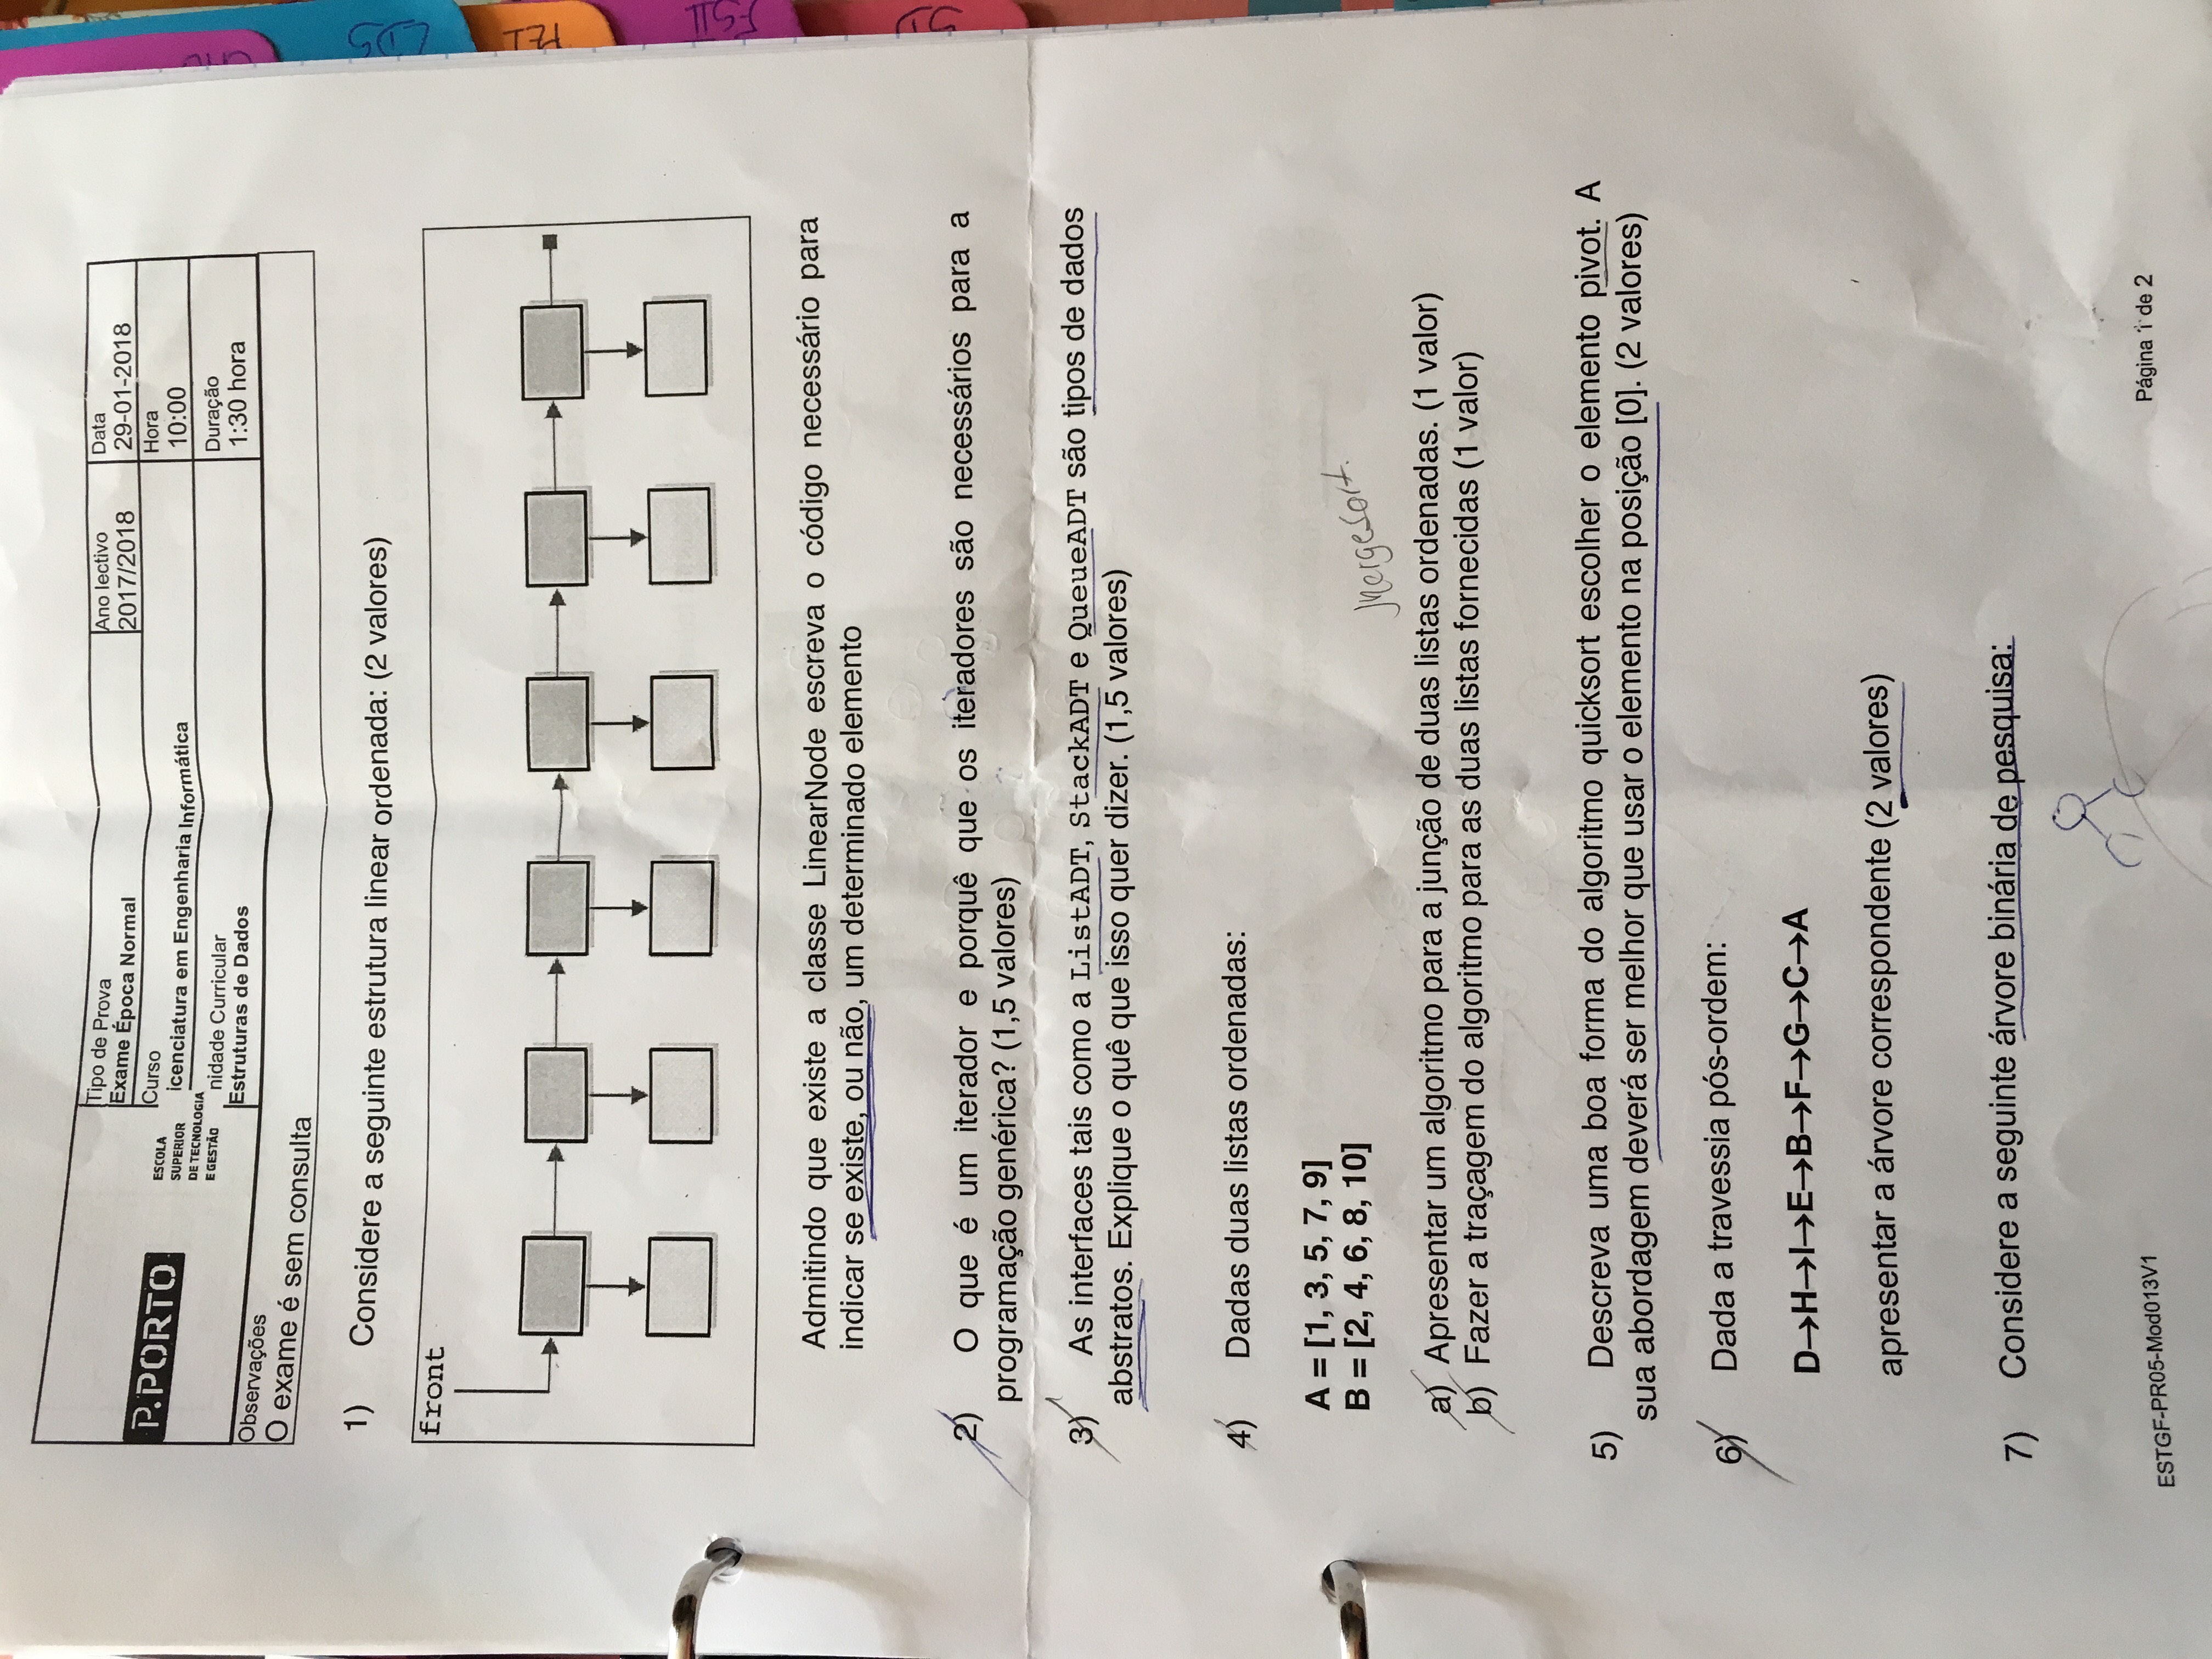 P.PORTO
ESCOLA
SUPERIOR
DE TECNOLOGIA
E GESTÃO
Tipo de Prova
Exame Época Normal
Ano lectivo
2017/2018
Data
29-01-2018
Curso
icenciatura em Engenharia Informática
Hora
10:00
nidade Curricular
Estruturas de Dados
Duração
1:30 hora
Observações
O exame é sem consulta
1) Considere a seguinte estrutura linear ordenada: (2 valores)
front
Admitindo que existe a classe LinearNode escreva o código necessário para
indicar se existe, ou não, um determinado elemento
2) O que é um iterador e porquê que os iteradores são necessários para a
programação genérica? (1,5 valores)
3) As interfaces tais como a ListADT, StackADT e QueueADT são tipos de dados
abstratos. Explique o quê que isso quer dizer. (1,5 valores)
4) Dadas duas listas ordenadas:
A = [1, 3, 5, 7, 9]
B = [2, 4, 6, 8, 10]
Mergesort.
a) Apresentar um algoritmo para a junção de duas listas ordenadas. (1 valor)
b) Fazer a traçagem do algoritmo para as duas listas fornecidas (1 valor)
5) Descreva uma boa forma do algoritmo quicksort escolher o elemento pivot. A
sua abordagem deverá ser melhor que usar o elemento na posição [0]. (2 valores)
6) Dada a travessia pós-ordem:
D→H→I→E→B→F→G→C→A
apresentar a árvore correspondente (2 valores)
7) Considere a seguinte árvore binária de pesquisa:
ESTGF-PR05-Mod013V1
Página 1 de 2